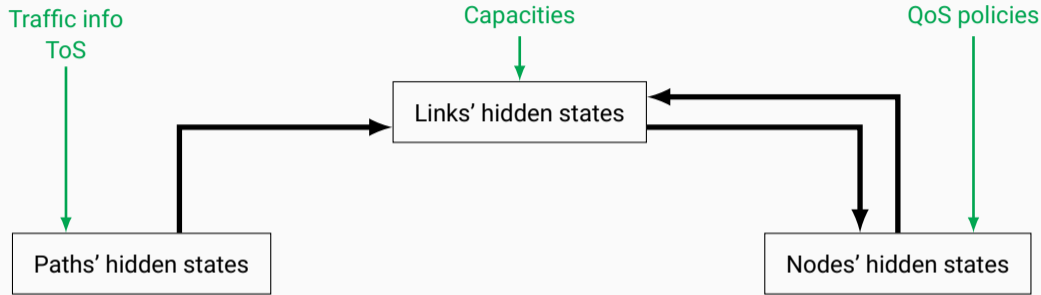 Traffic info
ToS
Capacities
QoS policies
Links’ hidden states
Paths’ hidden states
Nodes’ hidden states